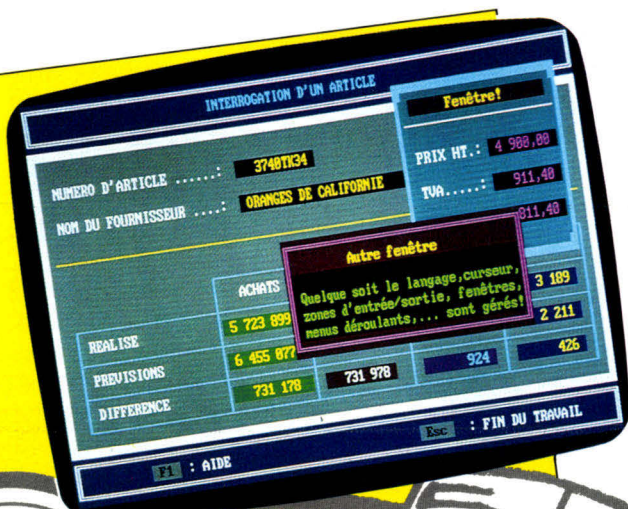 INTERROGATION D'UN ARTICLE
Fenêtre!
NUMERO D'ARTICLE ......: 3740TK34
PRIX HT.: 4 900,00
NOM DU FOURNISSEUR ....: ORANGES DE CALIFORNIE
TVA.....: 911,40
811,40
Autre fenêtre
Quelque soit le langage,curseur,
zones d'entrée/sortie, fenêtres,
menus déroulants,... sont gérés!
ACHATS
REALISE 5 723 899 3 189
PREVISIONS 6 455 077 2 211
DIFFERENCE 731 178 731 978 924 426
F1 : AIDE Esc : FIN DU TRAVAIL